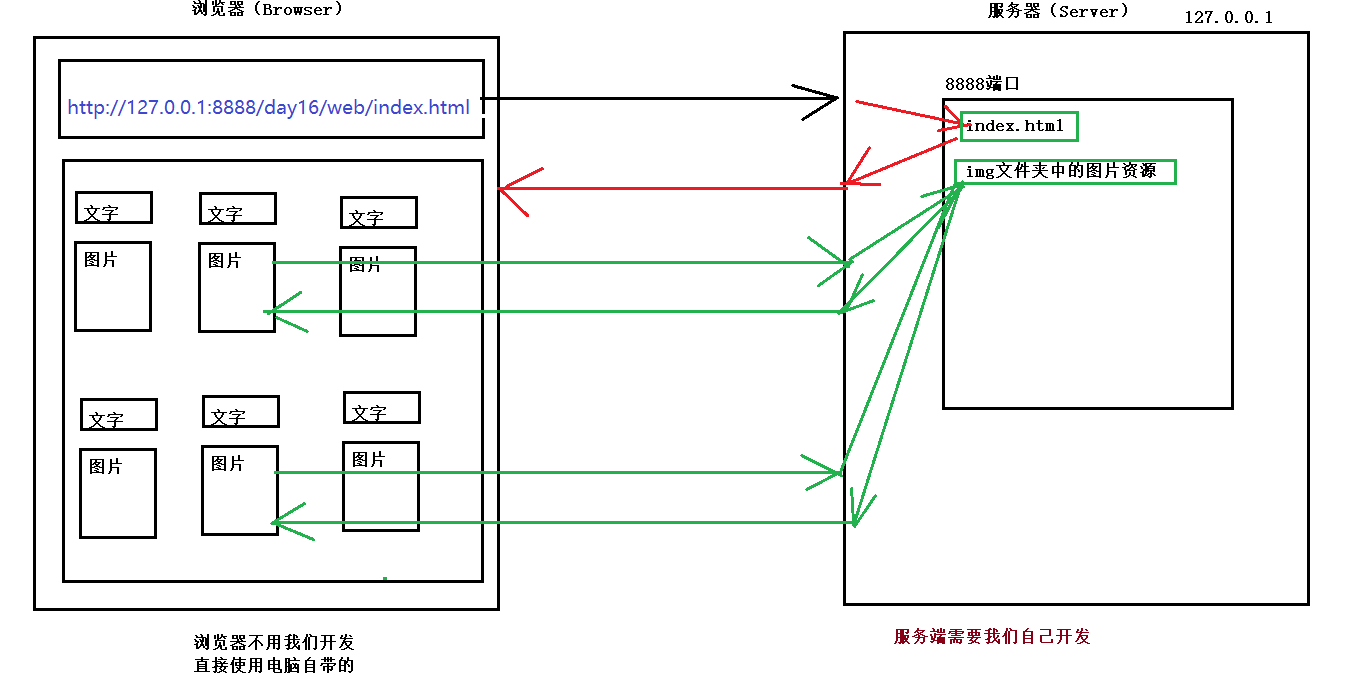 浏览器（Browser）
服务器（Server）
127.0.0.1
http://127.0.0.1:8888/day16/web/index.html
8888端口
index.html
img文件夹中的图片资源
文字
文字
文字
图片
图片
图片
文字
文字
文字
图片
图片
图片
浏览器不用我们开发
直接使用电脑自带的
服务端需要我们自己开发